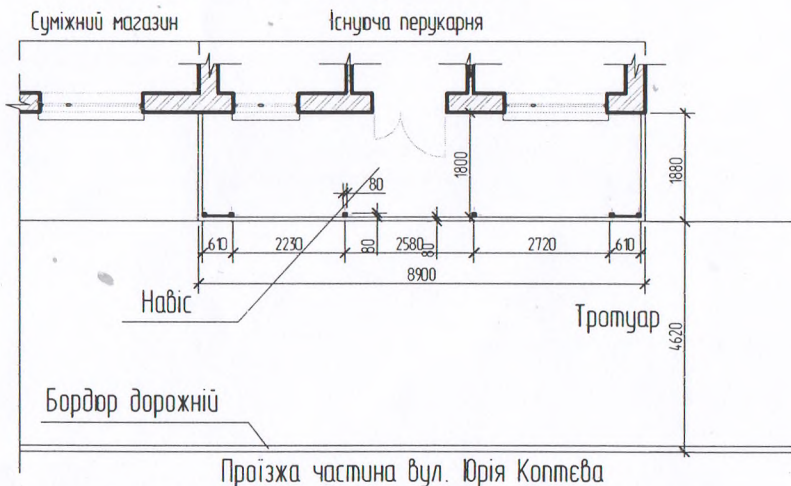 Суміжний магазин
Існуюча перукарня
1800
1880
80
610
2230
80
2580
80
2720
610
8900
Навіс
Тротуар
4620
Бордюр дорожній
Проїзжа частина вул. Юрія Коптєва